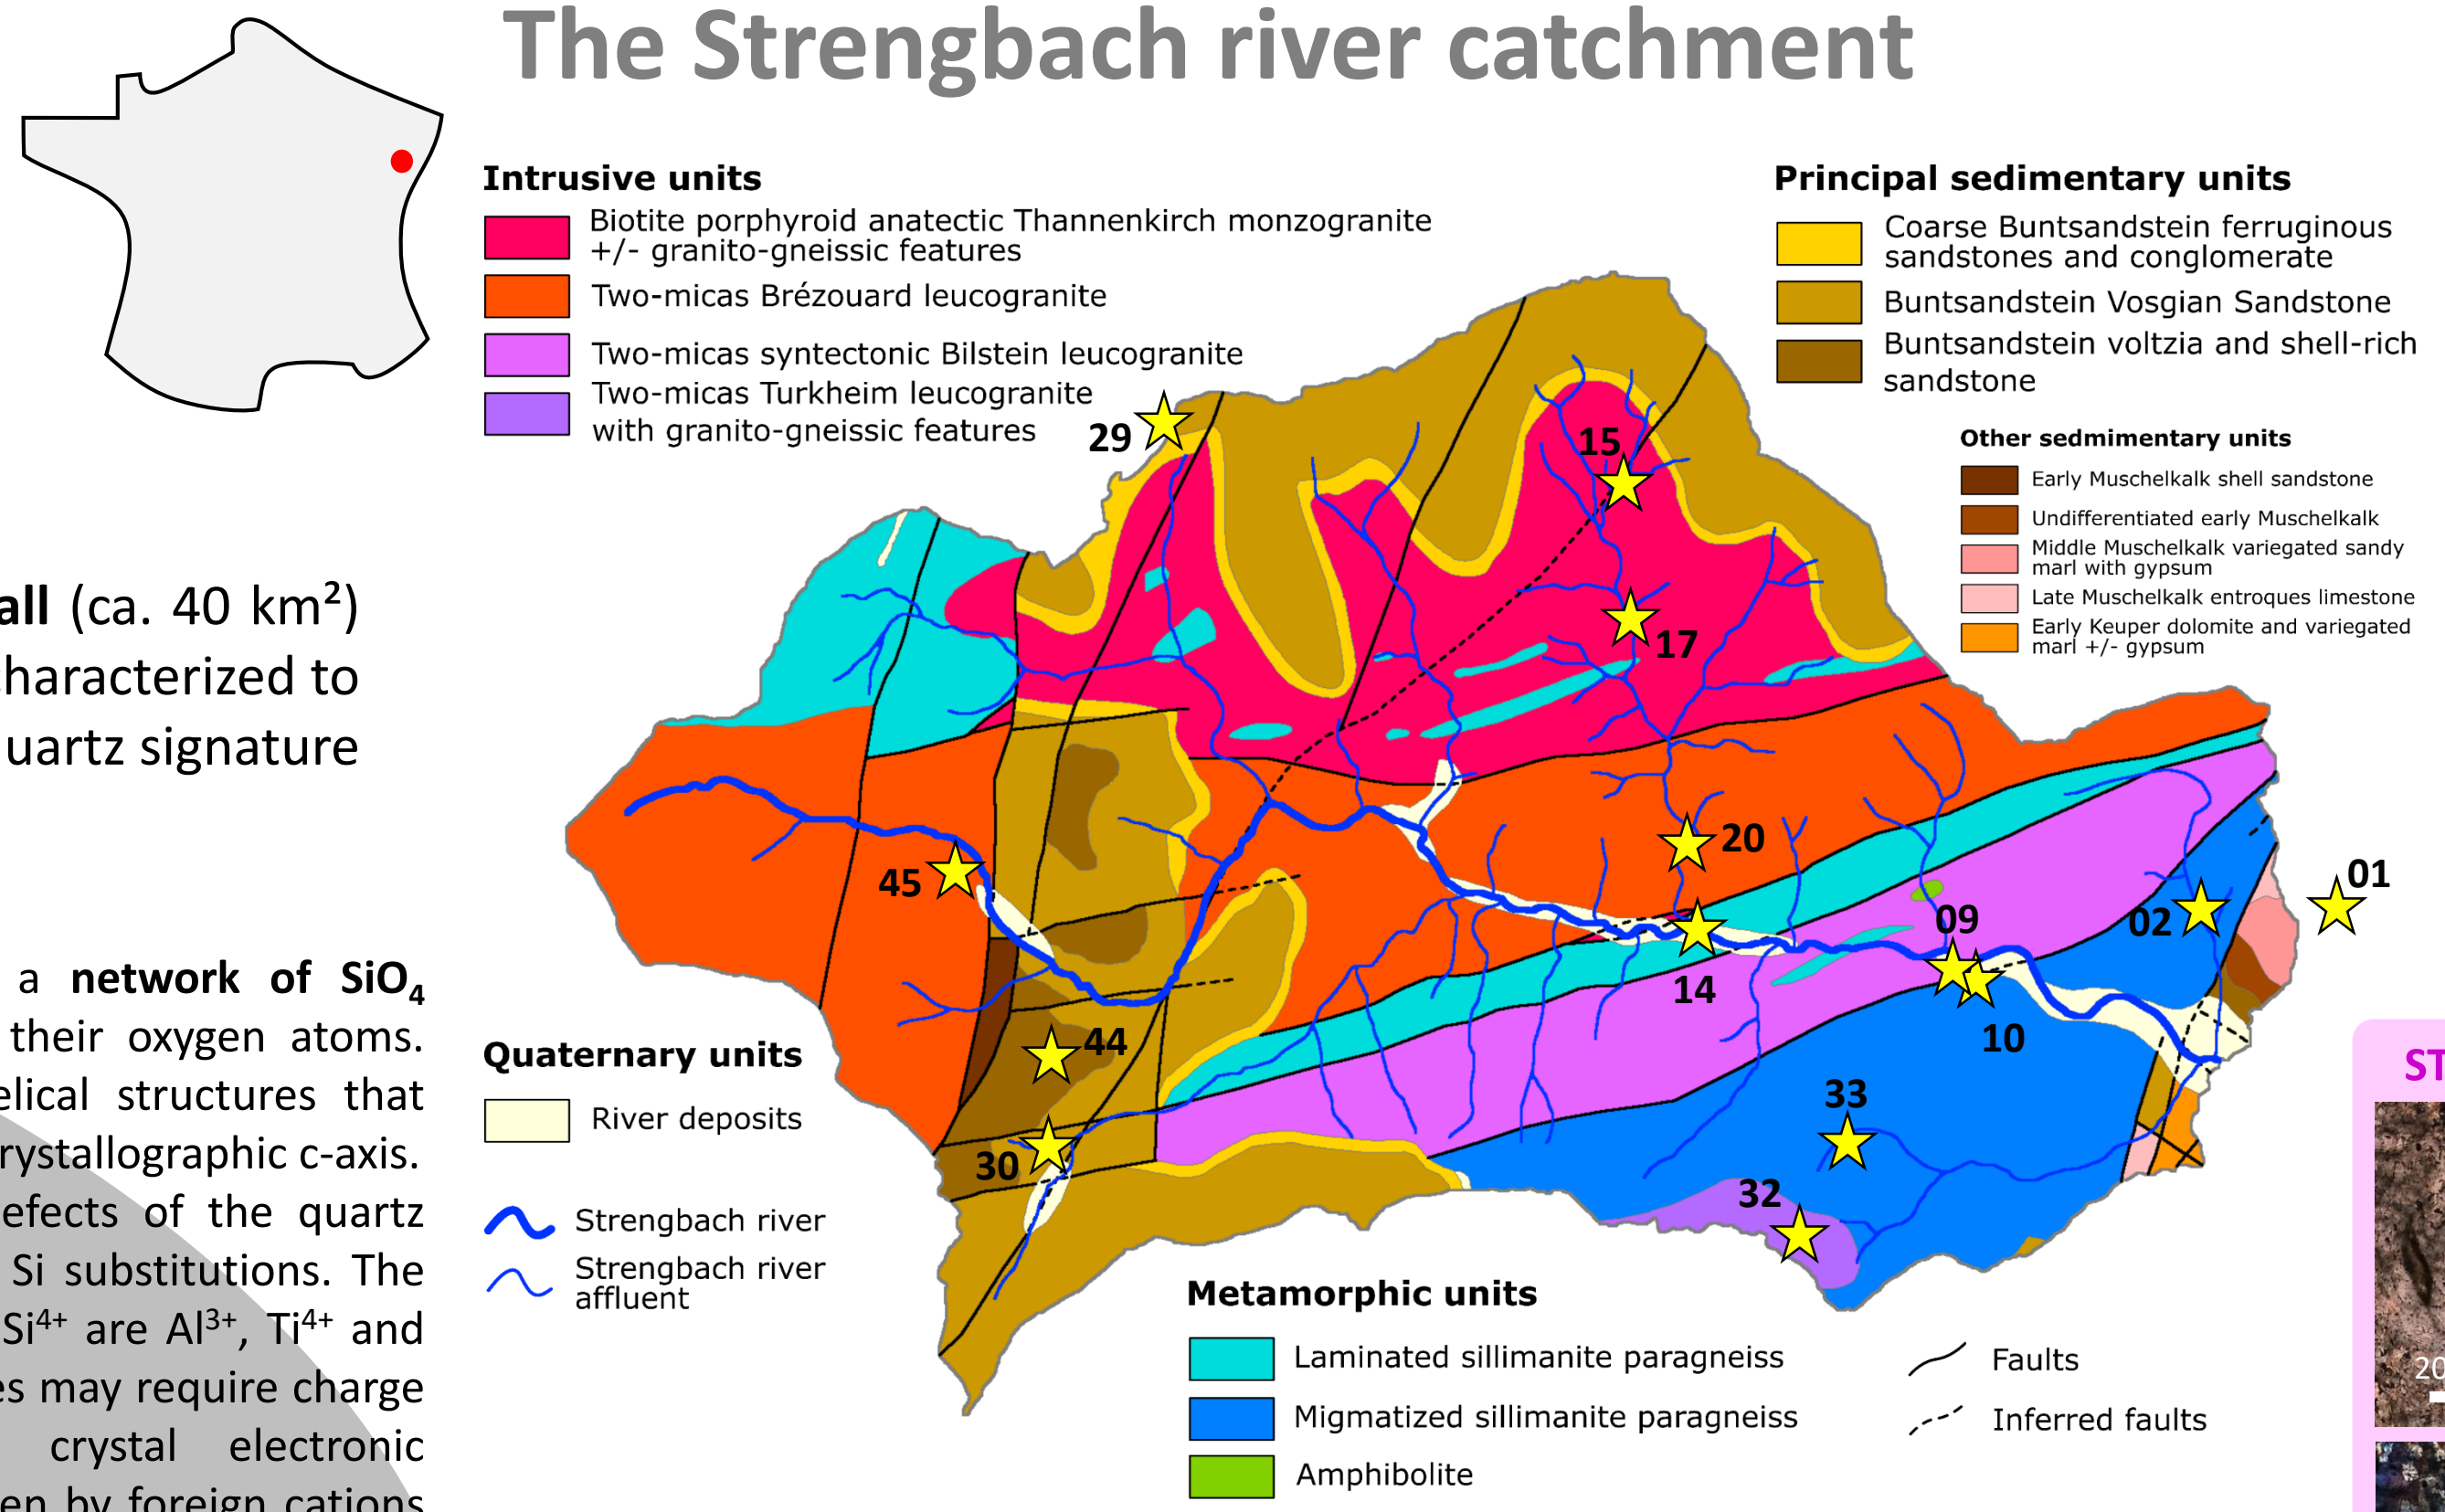 The Strengbach river catchment
Intrusive units
Biotite porphyroid anatectic Thannenkirch monzogranite
+/- granito-gneissic features
Two-micas Brézouard leucogranite
Two-micas syntectonic Bilstein leucogranite
Two-micas Turkheim leucogranite
with granito-gneissic features
Principal sedimentary units
Coarse Buntsandstein ferruginous
sandstones and conglomerate
Buntsandstein Vosgian Sandstone
Buntsandstein voltzia and shell-rich
sandstone
Other sedmimentary units
Early Muschelkalk shell sandstone
Undifferentiated early Muschelkalk
Middle Muschelkalk variegated sandy
marl with gypsum
Late Muschelkalk entroques limestone
Early Keuper dolomite and variegated
marl +/- gypsum
29
15
17
20
45
01
02
09
14
10
44
33
30
32
all (ca. 40 km²)
characterized to
uartz signature
a network of SiO4
their oxygen atoms.
elical structures that
rystallographic c-axis.
efects of the quartz
Si substitutions. The
Si4+ are Al3+, Ti4+ and
es may require charge
crystal electronic
en by foreign cations
Quaternary units
River deposits
Strengbach river
Strengbach river
affluent
Metamorphic units
Laminated sillimanite paragneiss
Migmatized sillimanite paragneiss
Amphibolite
Faults
Inferred faults
ST
20